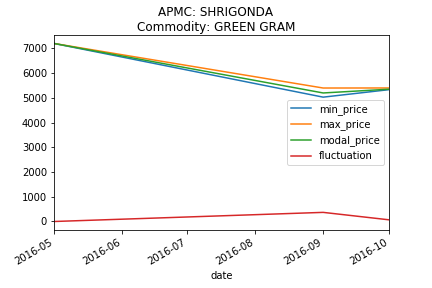 APMC: SHRIGONDA
Commodity: GREEN GRAM
7000
6000
5000
4000
3000
2000
1000
0
min_price
max_price
modal_price
fluctuation
2016-05
2016-06
2016-07
2016-08
2016-09
2016-10
date